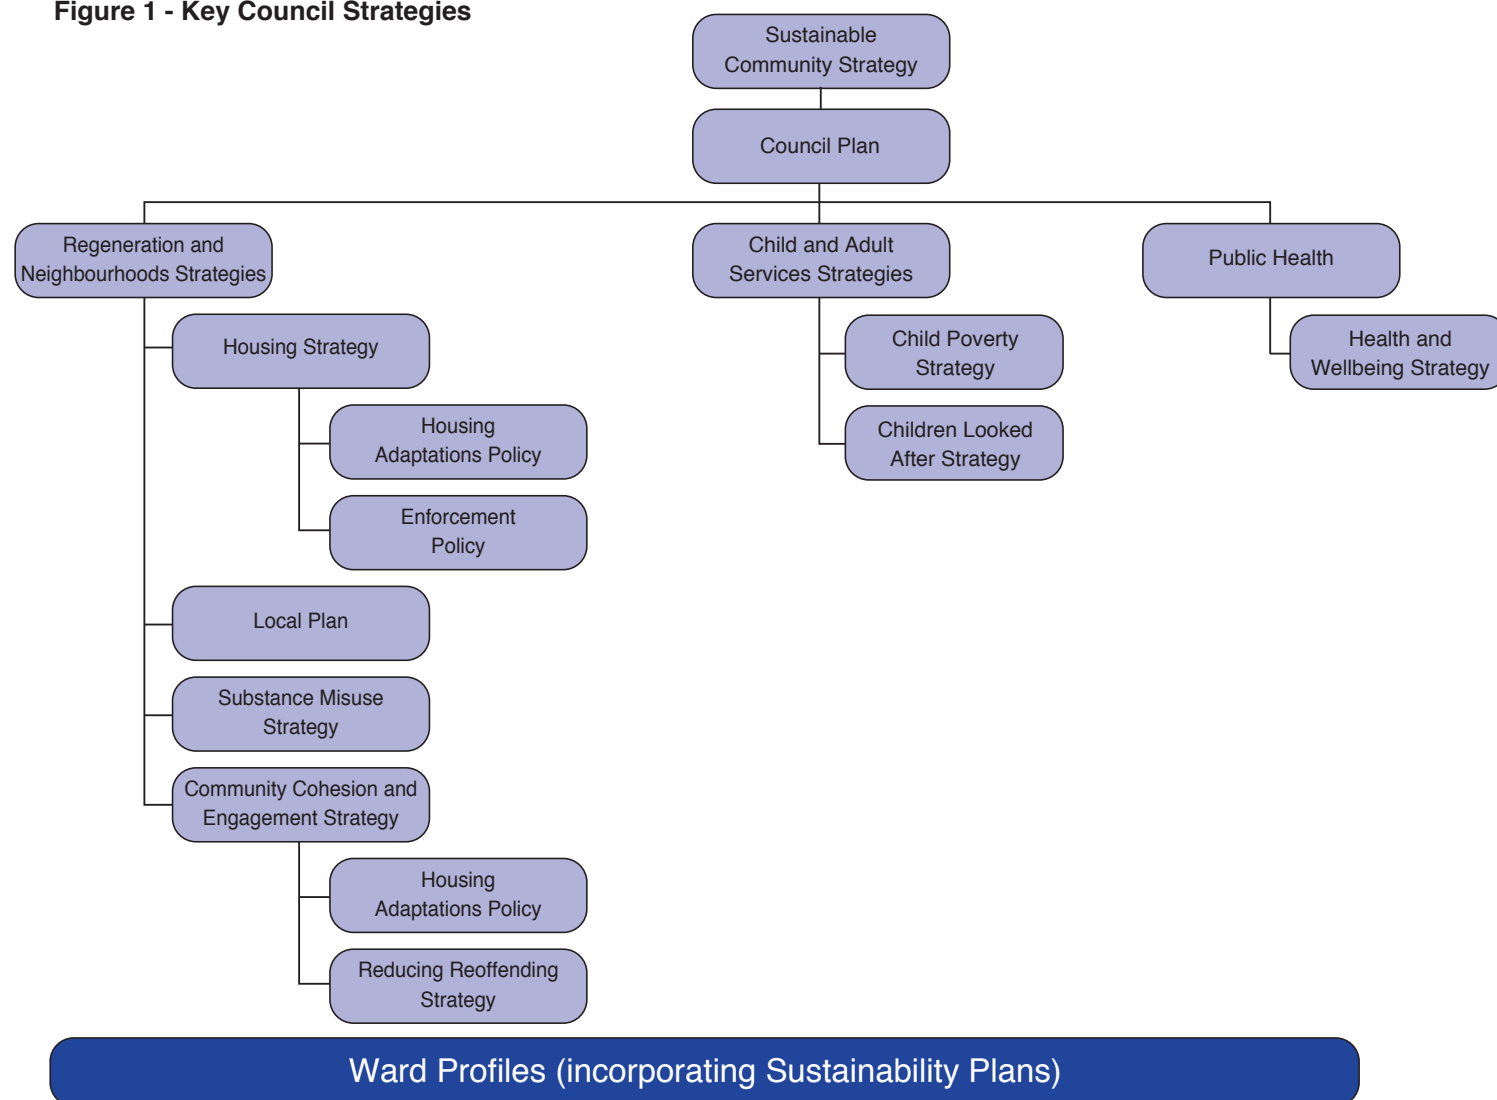 Figure 1 - Key Council Strategies
Sustainable
Community Strategy
Council Plan
Regeneration and
Neighbourhoods Strategies
Child and Adult
Services Strategies
Public Health
Housing Strategy
Child Poverty
Strategy
Health and
Wellbeing Strategy
Housing
Adaptations Policy
Children Looked
After Strategy
Enforcement
Policy
Local Plan
Substance Misuse
Strategy
Community Cohesion and
Engagement Strategy
Housing
Adaptations Policy
Reducing Reoffending
Strategy
Ward Profiles (incorporating Sustainability Plans)